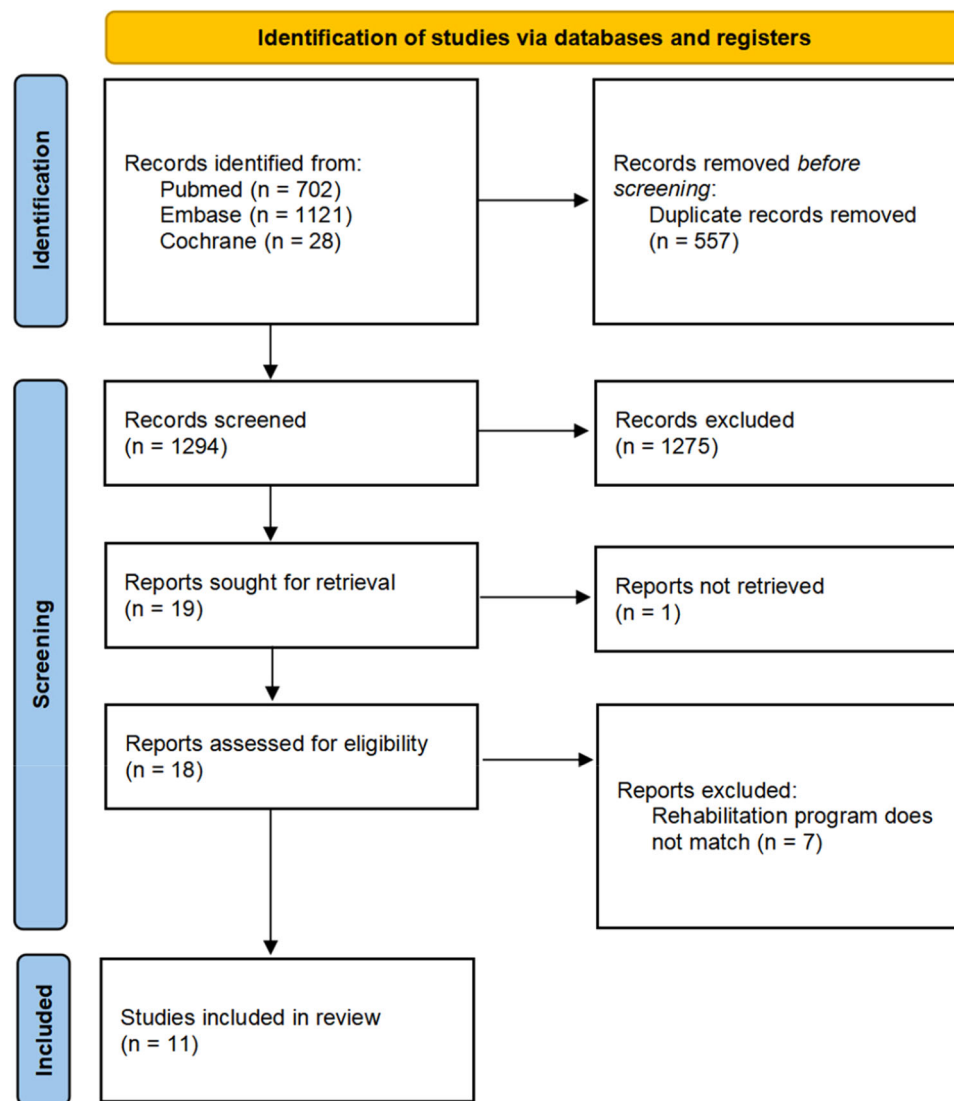 Identification of studies via databases and registers
Identification
Records identified from:
Pubmed (n = 702)
Embase (n = 1121)
Cochrane (n = 28)
Records removed before
screening:
Duplicate records removed
(n = 557)
Screening
Records screened
(n = 1294)
Records excluded
(n = 1275)
Reports sought for retrieval
(n = 19)
Reports not retrieved
(n = 1)
Reports assessed for eligibility
(n = 18)
Reports excluded:
Rehabilitation program does
not match (n = 7)
Included
Studies included in review
(n = 11)